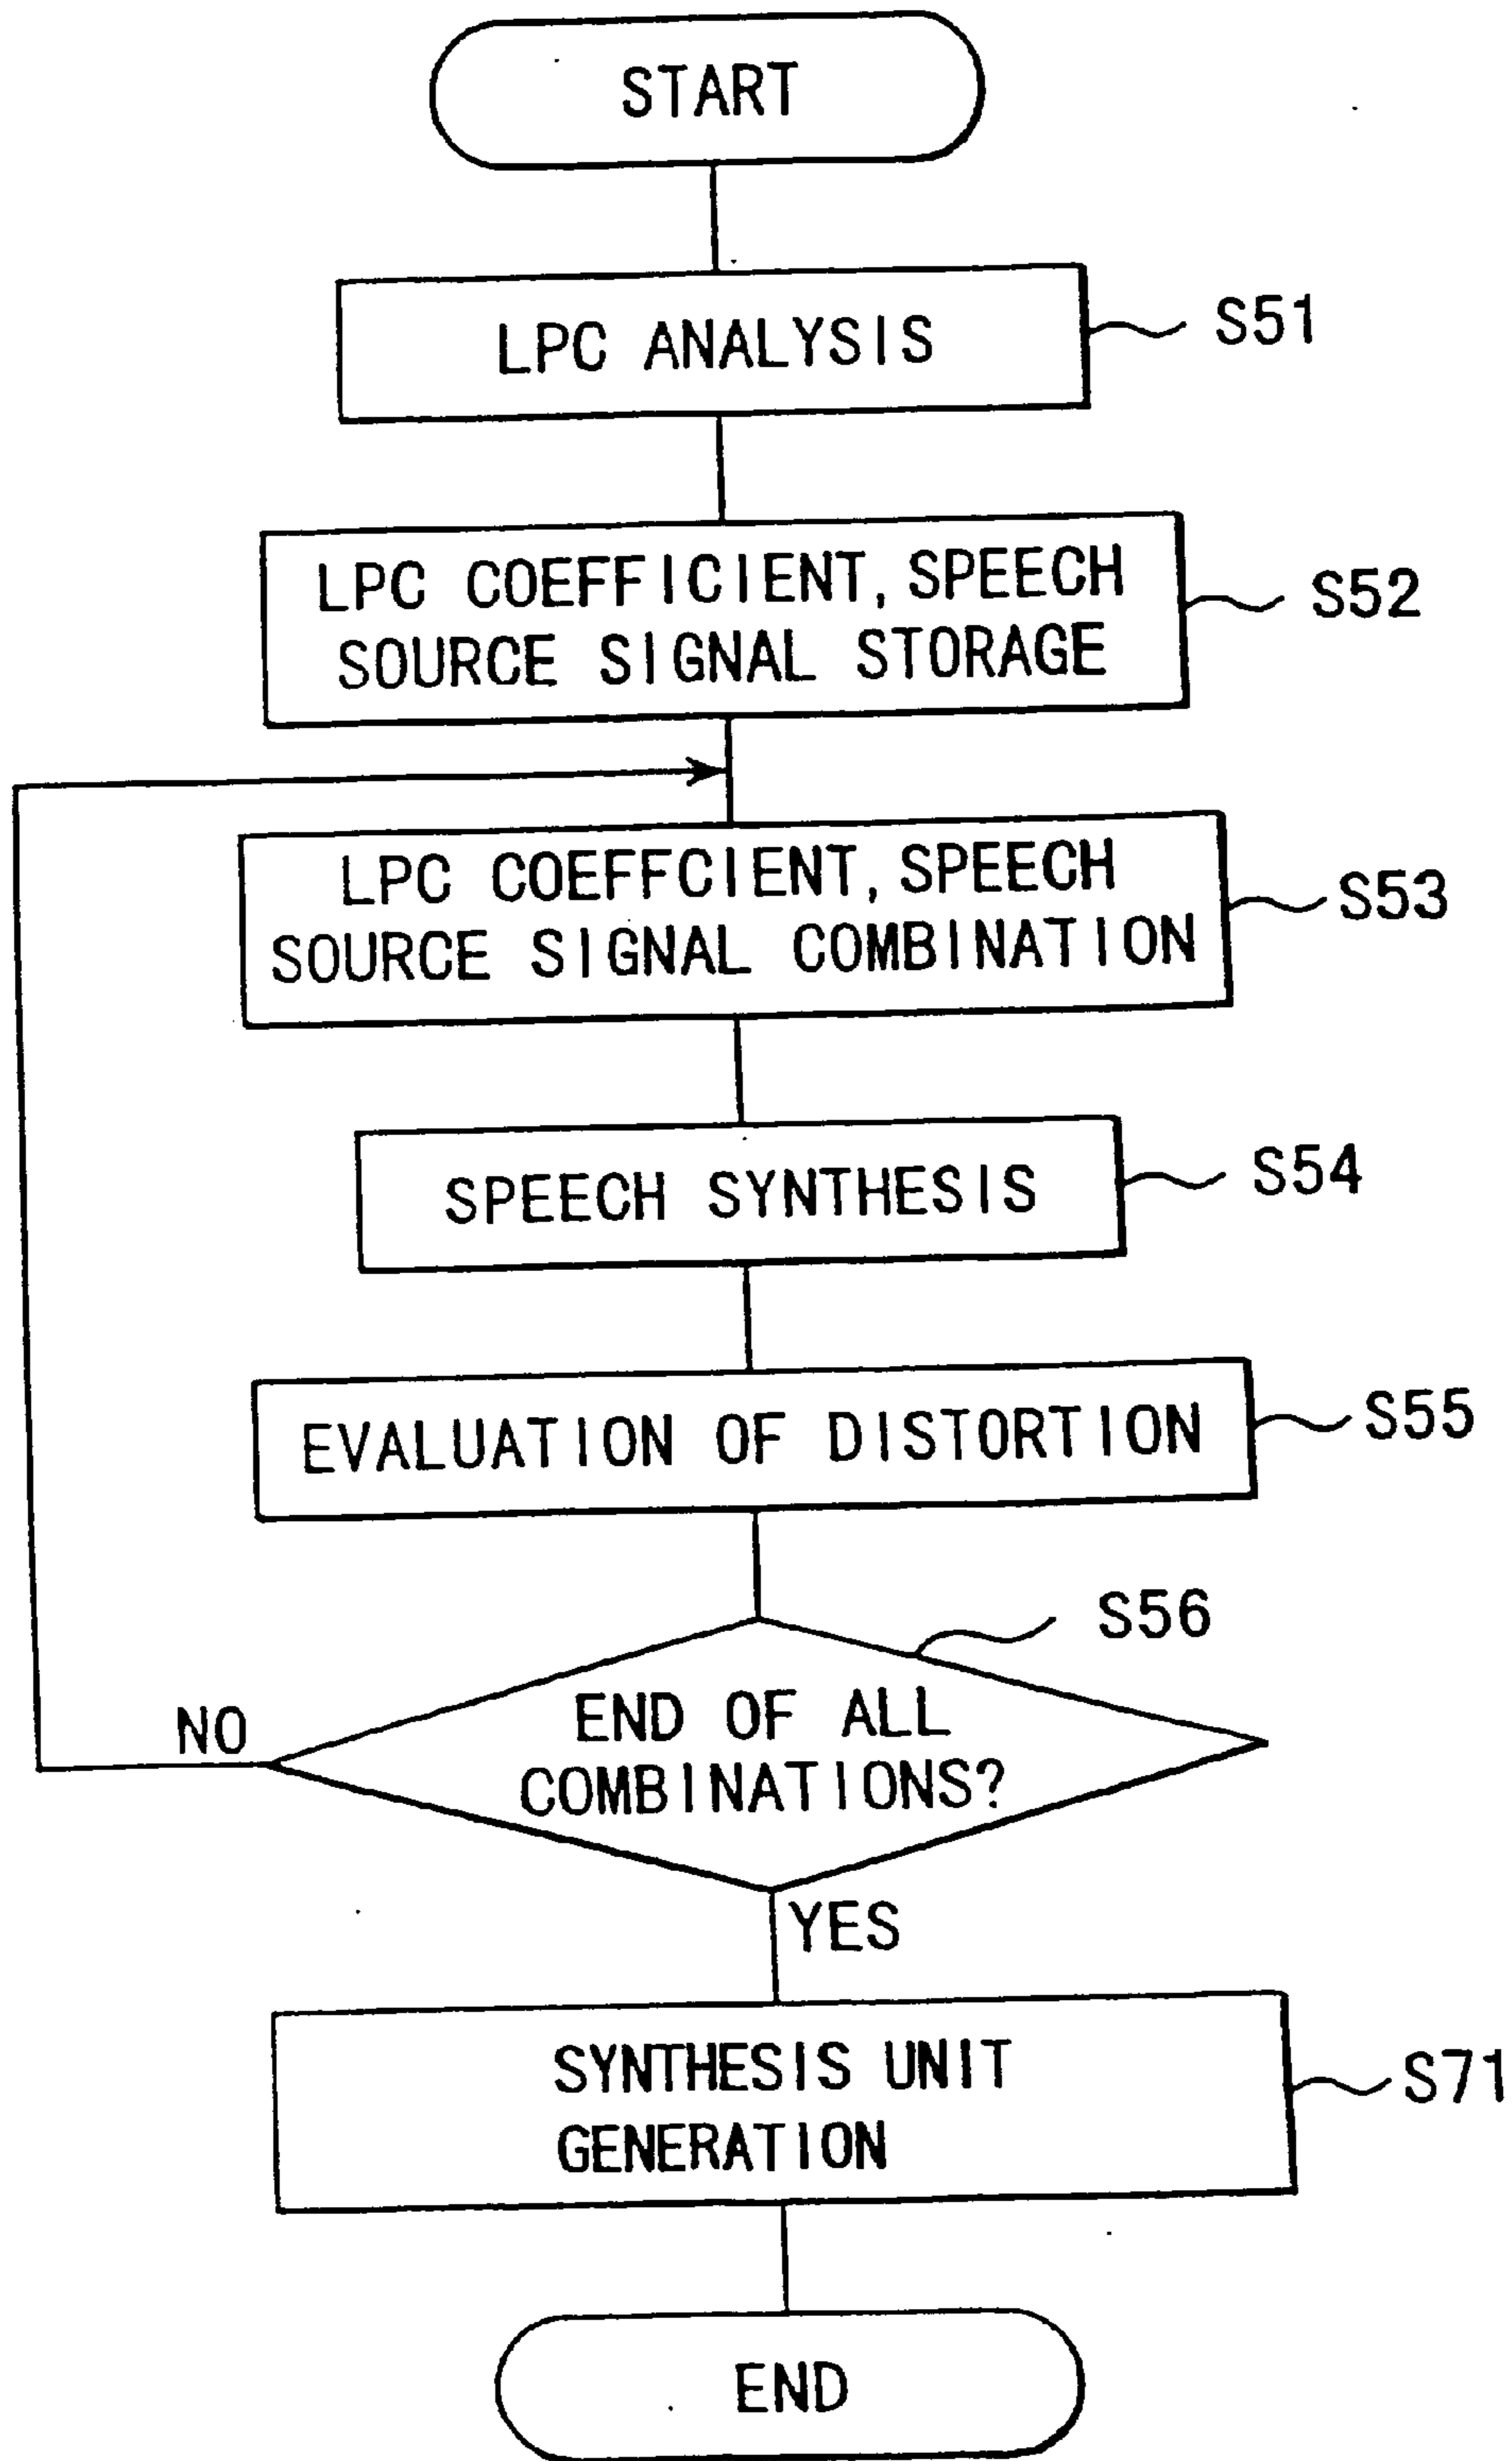 START
LPC ANALYSIS
S51
LPC COEFFICIENT, SPEECH
SOURCE SIGNAL STORAGE
S52
LPC COEFFCIENT, SPEECH
SOURCE SIGNAL COMBINATION
S53
SPEECH SYNTHESIS
S54
EVALUATION OF DISTORTION
S55
S56
END OF ALL
COMBINATIONS?
NO
YES
SYNTHESIS UNIT
GENERATION
S71
END